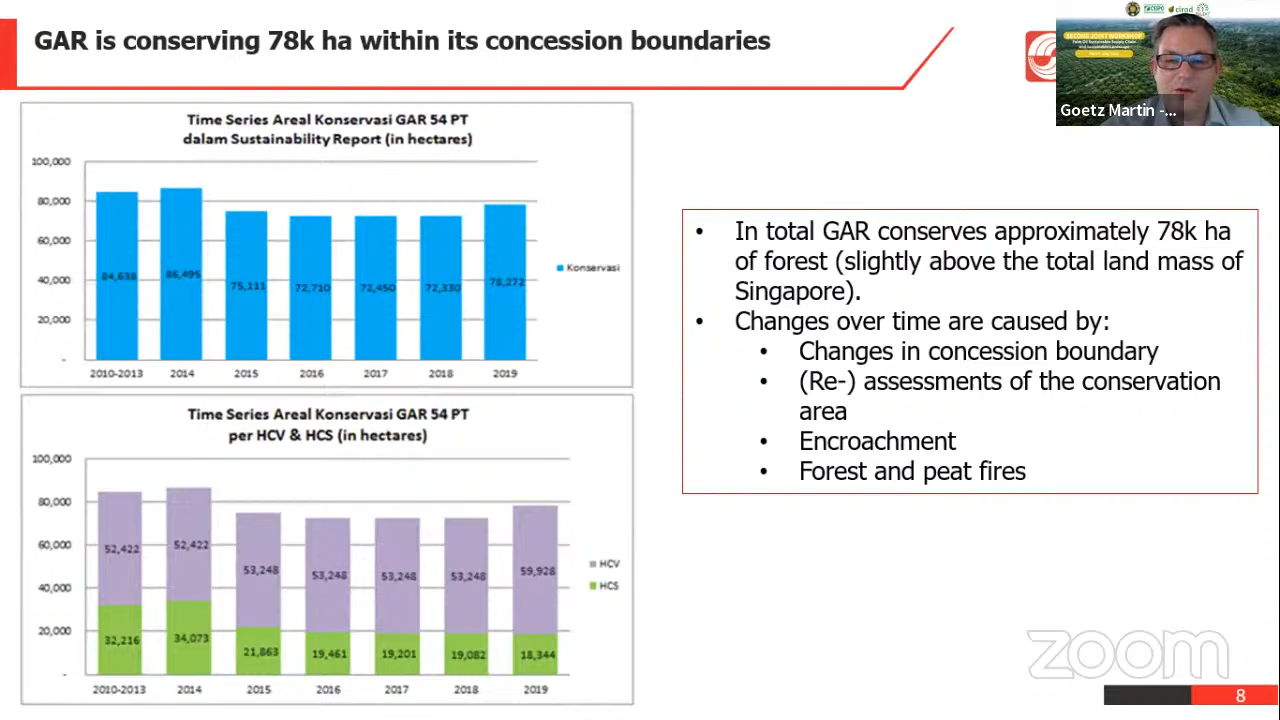 GAR is conserving 78k ha within its concession boundaries
SECOND JOINT WORKSHOP
Goetz Martin -...
Time Series Areal Konservasi GAR 54 PT
dalam Sustainability Report (in hectares)
100,000
80,000
60,000
40,000
20,000
-
84,638
86,495
75,111
72,710
72,450
72,330
78,272
Konservasi
2010-2013
2014
2015
2016
2017
2018
2019
Time Series Areal Konservasi GAR 54 PT
per HCV & HCS (in hectares)
100,000
80,000
60,000
40,000
20,000
-
52,422
52,422
53,248
53,248
53,248
53,248
59,928
32,216
34,073
21,863
19,461
19,201
19,082
18,344
HCV
HCS
2010-2013
2014
2015
2016
2017
2018
2019
• In total GAR conserves approximately 78k ha
of forest (slightly above the total land mass of
Singapore).
• Changes over time are caused by:
• Changes in concession boundary
• (Re-) assessments of the conservation
area
• Encroachment
• Forest and peat fires
zoom
8